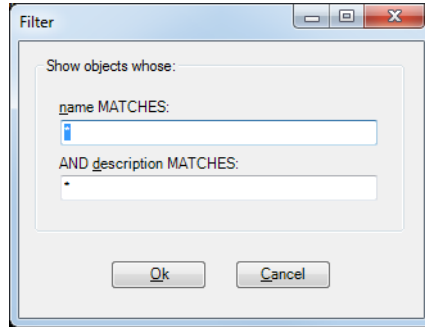 Filter
Show objects whose:
name MATCHES:
*
AND description MATCHES:
*
Ok
Cancel